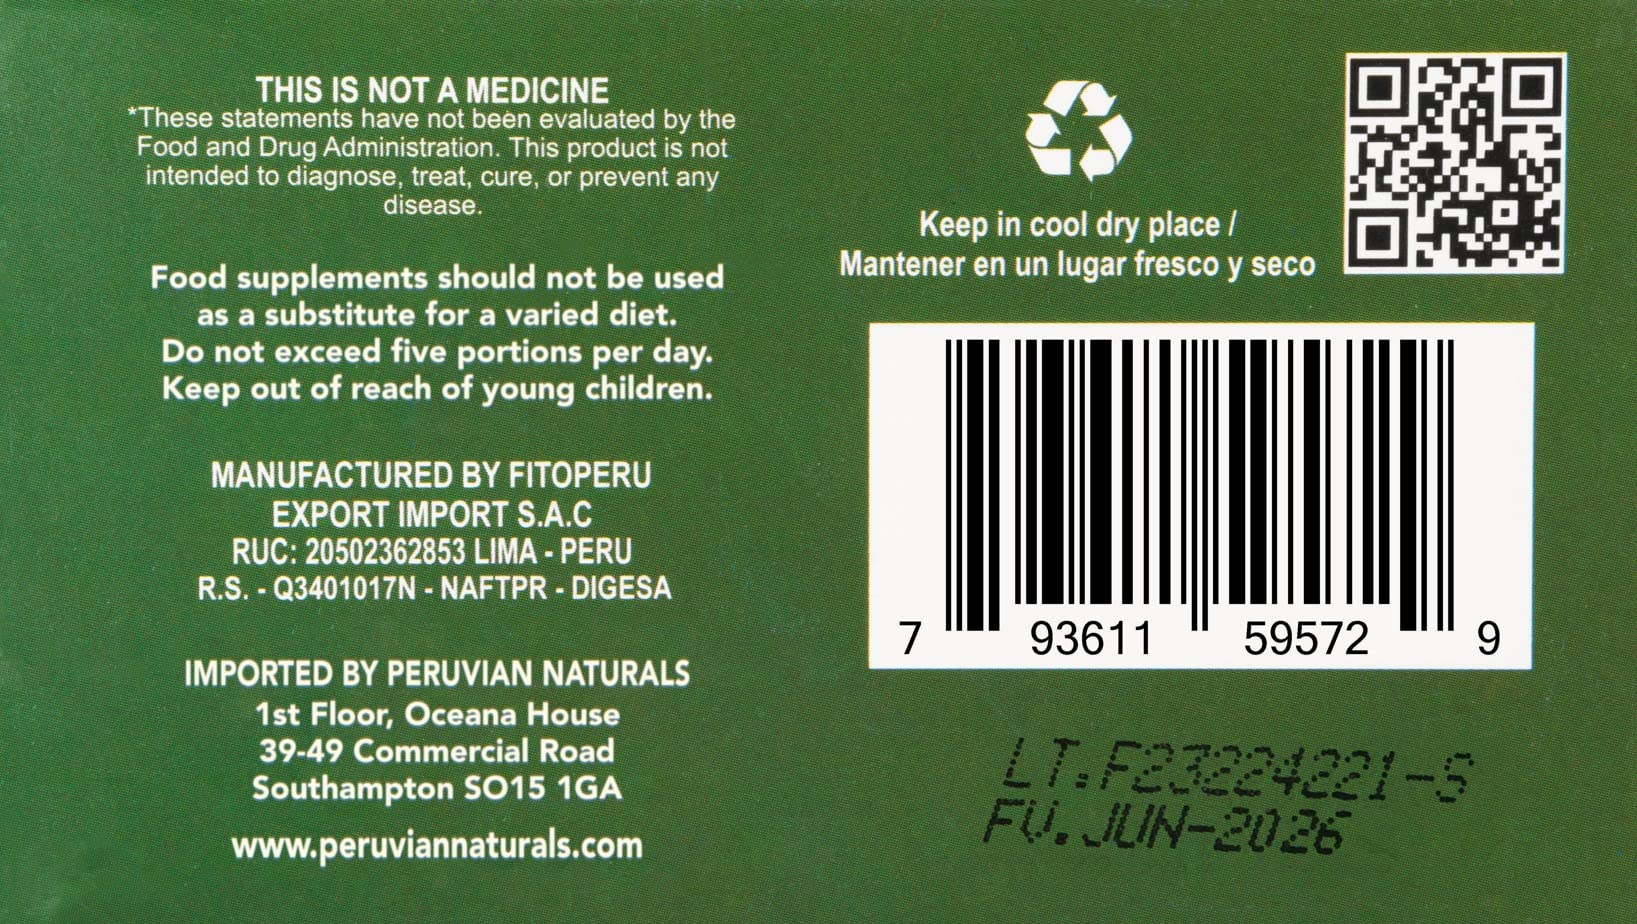 THIS IS NOT A MEDICINE
*These statements have not been evaluated by the
Food and Drug Administration. This product is not
intended to diagnose, treat, cure, or prevent any
disease.
Food supplements should not be used
as a substitute for a varied diet.
Do not exceed five portions per day.
Keep out of reach of young children.
MANUFACTURED BY FITOPERU
EXPORT IMPORT S.A.C
RUC: 20502362853 LIMA - PERU
R.S. - Q3401017N - NAFTPR - DIGESA
IMPORTED BY PERUVIAN NATURALS
1st Floor, Oceana House
39-49 Commercial Road
Southampton SO15 1GA
www.peruviannaturals.com
Keep in cool dry place /
Mantener en un lugar fresco y seco
7 93611 59572 9
LT.F23224221-S
FV.JUN-2026